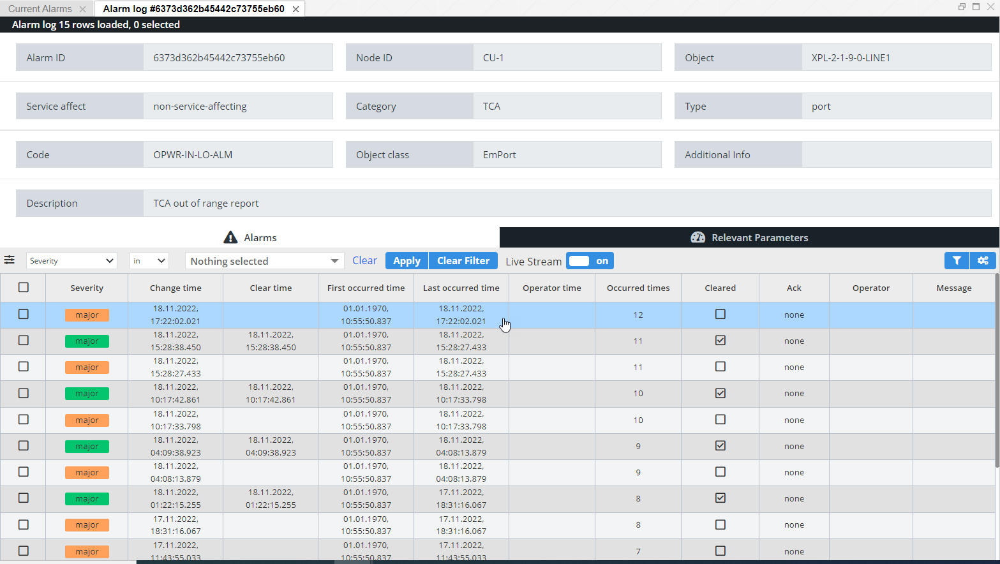 Current Alarms
Alarm log #6373d362b45442c73755eb60
Alarm log 15 rows loaded, 0 selected
Alarm ID 6373d362b45442c73755eb60 Node ID CU-1 Object XPL-2-1-9-0-LINE1
Service affect non-service-affecting Category TCA Type port
Code OPWR-IN-LO-ALM Object class EmPort Additional Info
Description TCA out of range report
Alarms Relevant Parameters
Severity in Nothing selected Clear Apply Clear Filter Live Stream on
Severity Change time Clear time First occurred time Last occurred time Operator time Occurred times Cleared Ack Operator Message
18.11.2022, 01.01.1970, 18.11.2022,
major 17:22:02.021 10:55:50.837 17:22:02.021 12 none
18.11.2022, 18.11.2022, 01.01.1970, 18.11.2022,
major 15:28:38.450 15:28:38.450 10:55:50.837 15:28:27.433 11 none
18.11.2022, 01.01.1970, 18.11.2022,
major 15:28:27.433 10:55:50.837 15:28:27.433 11 none
18.11.2022, 18.11.2022, 01.01.1970, 18.11.2022,
major 10:17:42.861 10:17:42.861 10:55:50.837 10:17:33.798 10 none
18.11.2022, 01.01.1970, 18.11.2022,
major 10:17:33.798 10:55:50.837 10:17:33.798 10 none
18.11.2022, 18.11.2022, 01.01.1970, 18.11.2022,
major 04:09:38.923 04:09:38.923 10:55:50.837 04:08:13.879 9 none
18.11.2022, 01.01.1970, 18.11.2022,
major 04:08:13.879 10:55:50.837 04:08:13.879 9 none
18.11.2022, 18.11.2022, 01.01.1970, 17.11.2022,
major 01:22:15.255 01:22:15.255 10:55:50.837 18:31:16.067 8 none
17.11.2022, 01.01.1970, 17.11.2022,
major 18:31:16.067 10:55:50.837 18:31:16.067 8 none
17.11.2022, 01.01.1970, 17.11.2022,
major 11:43:55.033 10:55:50.837 11:43:55.033 7 none